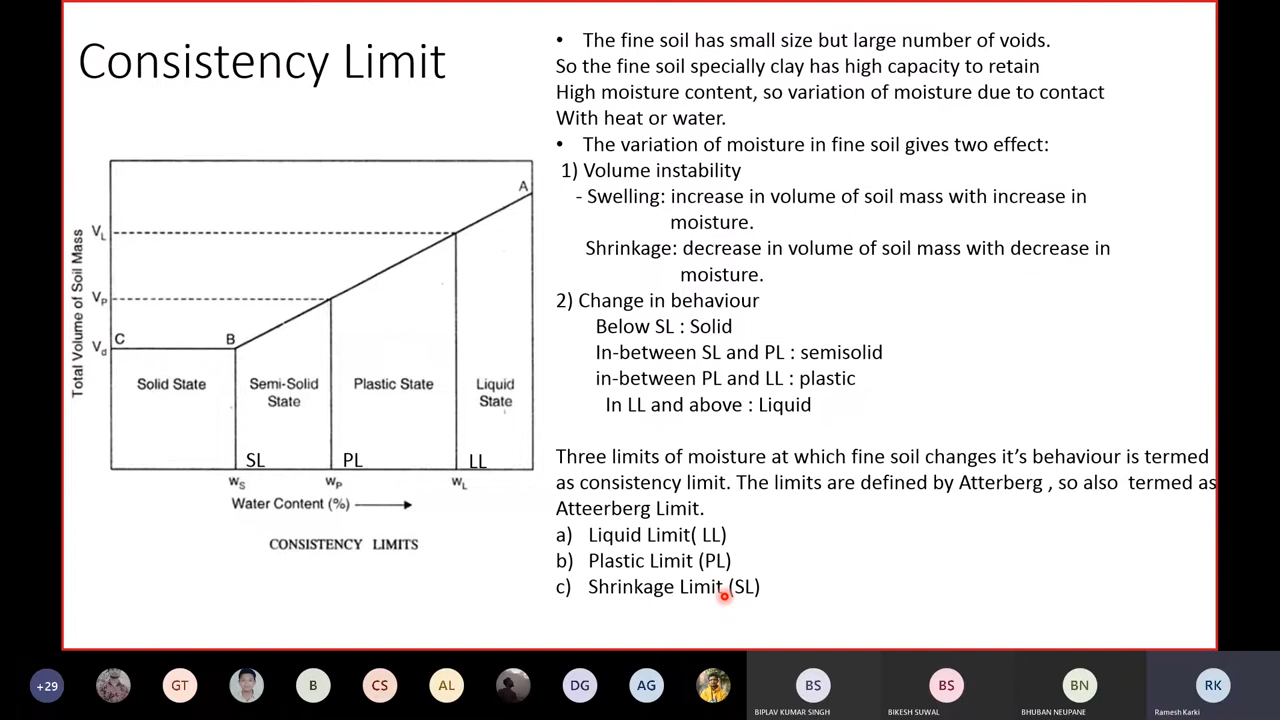 Consistency Limit
• The fine soil has small size but large number of voids.
So the fine soil specially clay has high capacity to retain
High moisture content, so variation of moisture due to contact
With heat or water.
• The variation of moisture in fine soil gives two effect:
1) Volume instability
- Swelling: increase in volume of soil mass with increase in
moisture.
Shrinkage: decrease in volume of soil mass with decrease in
moisture.
2) Change in behaviour
Below SL : Solid
In-between SL and PL : semisolid
in-between PL and LL : plastic
In LL and above : Liquid
Three limits of moisture at which fine soil changes it's behaviour is termed
as consistency limit. The limits are defined by Atterberg , so also termed as
Atteerberg Limit.
a) Liquid Limit( LL)
b) Plastic Limit (PL)
c) Shrinkage Limit (SL)
Total Volume of Soil Mass
A
VL
VP
C
B
Vd
Solid State
Semi-Solid
State
Plastic State
Liquid
State
SL
PL
LL
wS
wP
wL
Water Content (%)
CONSISTENCY LIMITS
+29
GT
B
CS
AL
DG
AG
BS
BIPLAV KUMAR SINGH
BS
BIKESH SUWAL
BN
BHUBAN NEUPANE
RK
Ramesh Karki